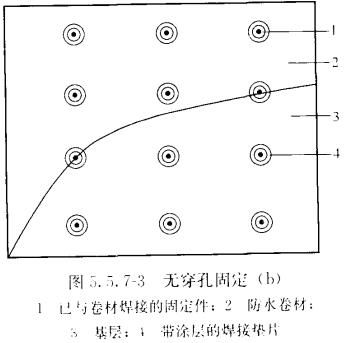 1
2
3
4
图 5.5.7-3 无穿孔固定 (b)
1 已与卷材焊接的固定件; 2 防水卷材;
3 基层; 4 带涂层的焊接垫片